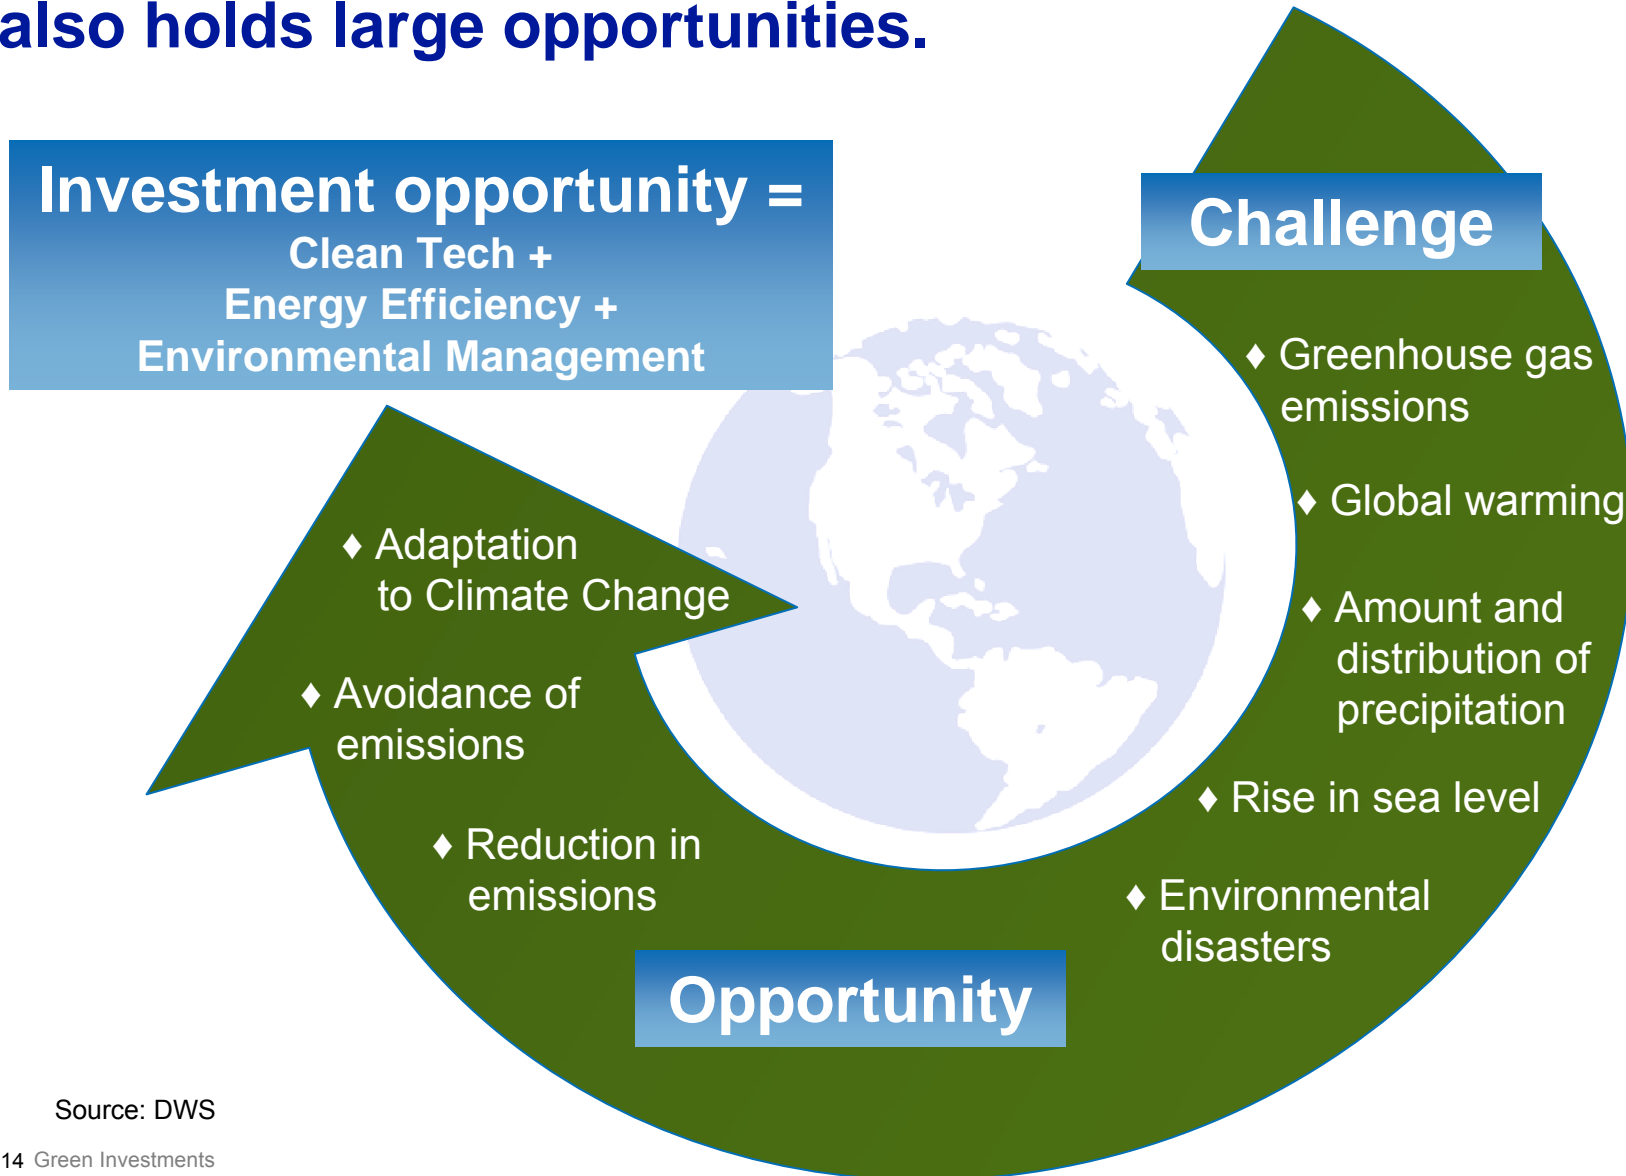 also holds large opportunities.
Investment opportunity =
Clean Tech +
Energy Efficiency +
Environmental Management
Challenge
♦ Greenhouse gas
emissions
♦ Global warming
♦ Amount and
distribution of
precipitation
♦ Rise in sea level
♦ Environmental
disasters
Opportunity
♦ Reduction in
emissions
♦ Avoidance of
emissions
♦ Adaptation
to Climate Change
Source: DWS
14 Green Investments